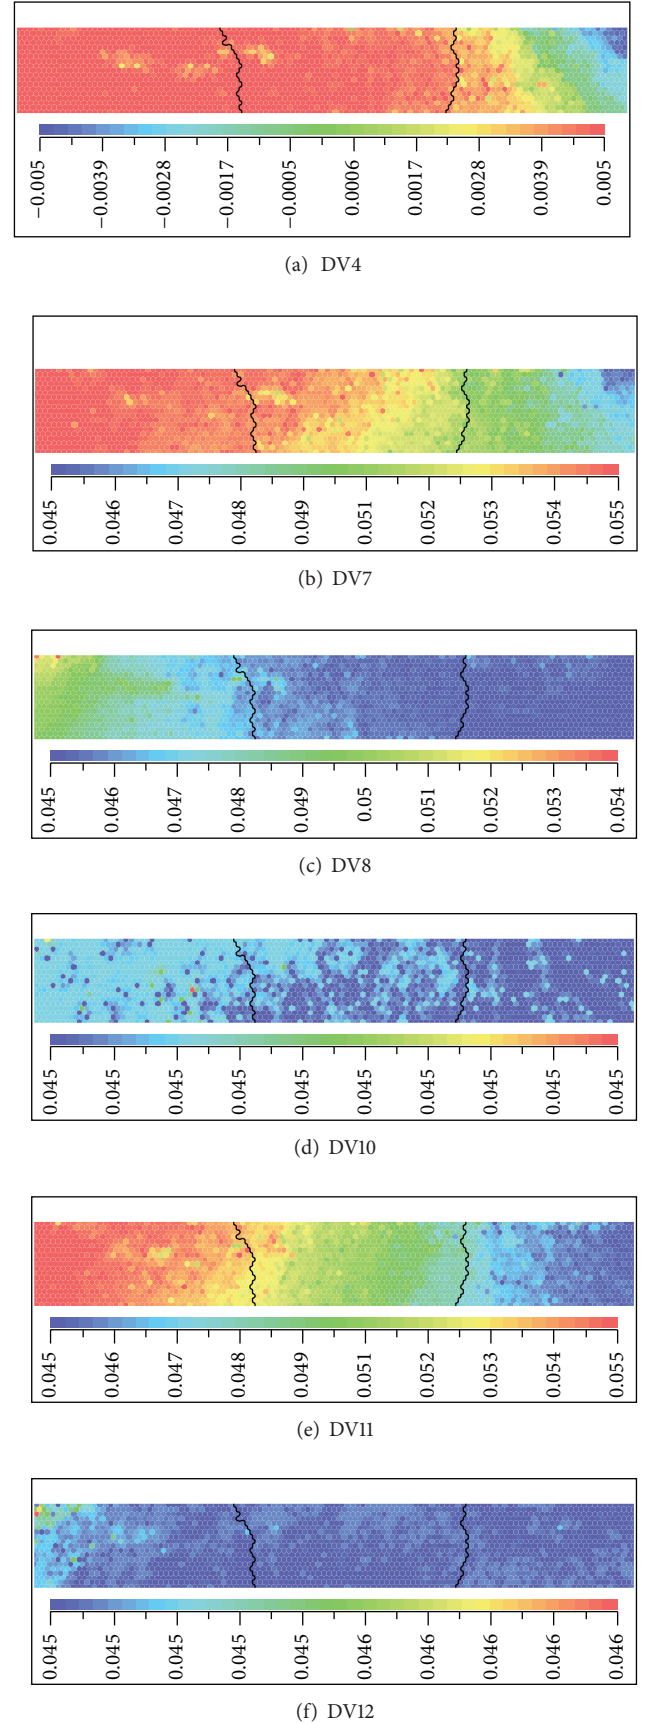 −0.005 −0.0039 −0.0028 −0.0017 −0.0005 0.0006 0.0017 0.0028 0.0039 0.005
(a) DV4
0.045 0.046 0.047 0.048 0.049 0.051 0.052 0.053 0.054 0.055
(b) DV7
0.045 0.046 0.047 0.048 0.049 0.05 0.051 0.052 0.053 0.054
(c) DV8
0.045 0.045 0.045 0.045 0.045 0.045 0.045 0.045 0.045 0.045
(d) DV10
0.045 0.046 0.047 0.048 0.049 0.051 0.052 0.053 0.054 0.055
(e) DV11
0.045 0.045 0.045 0.045 0.045 0.046 0.046 0.046 0.046 0.046
(f) DV12